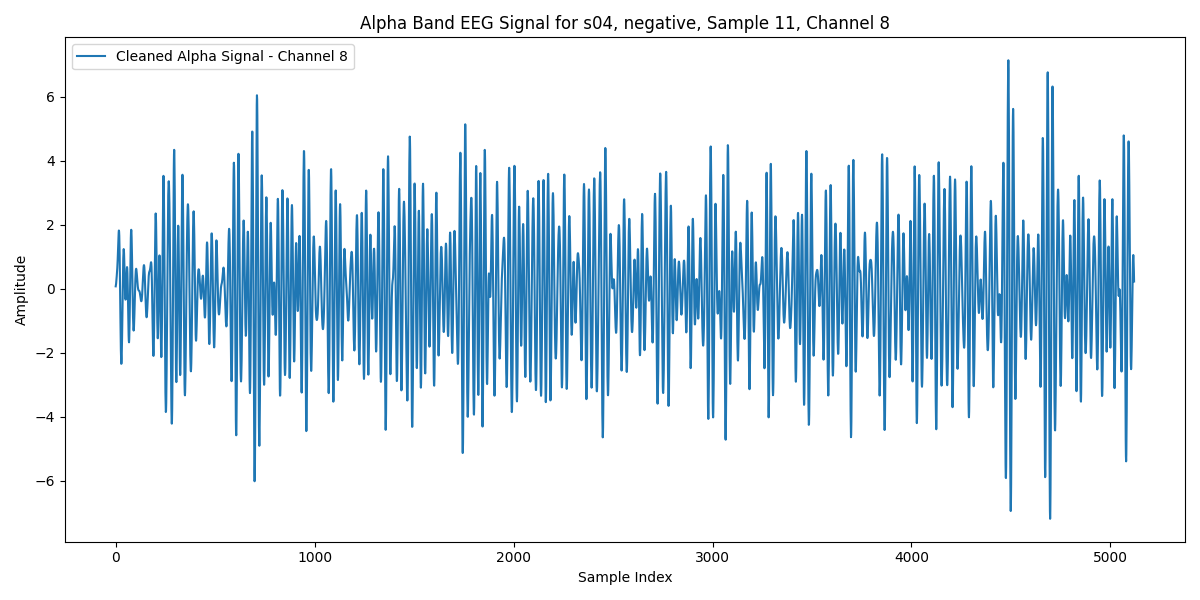 Alpha Band EEG Signal for s04, negative, Sample 11, Channel 8
Cleaned Alpha Signal - Channel 8
Amplitude
6
4
2
0
−2
−4
−6
0 1000 2000 3000 4000 5000
Sample Index